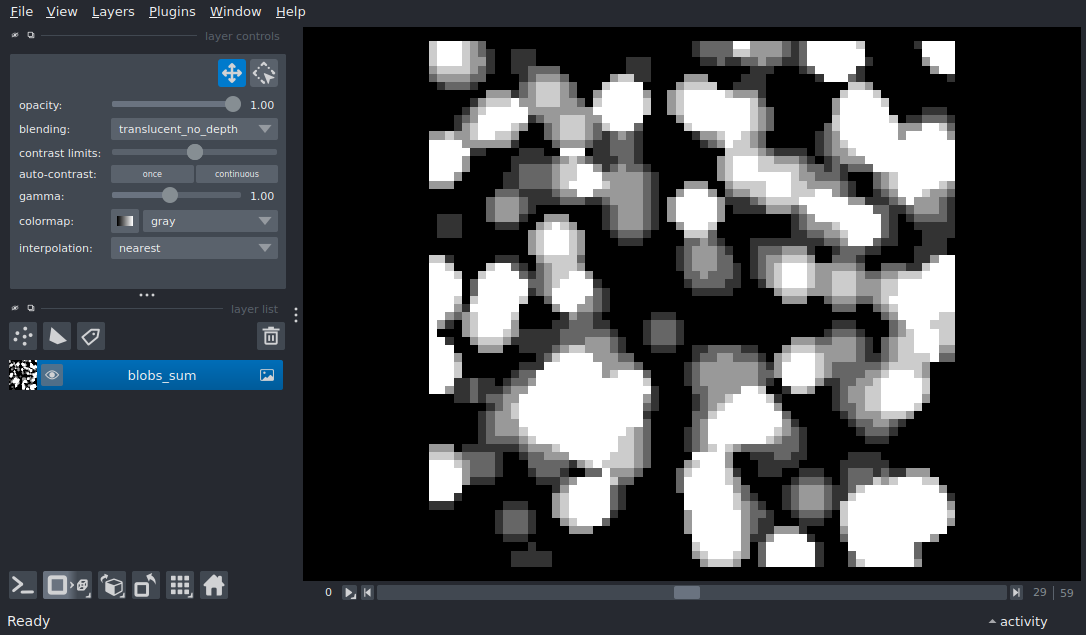 File View Layers Plugins Window Help
layer controls
opacity: 1.00
blending: translucent_no_depth
contrast limits:
auto-contrast: once continuous
gamma: 1.00
colormap: gray
interpolation: nearest
layer list
blobs_sum
0 29 59
Ready activity